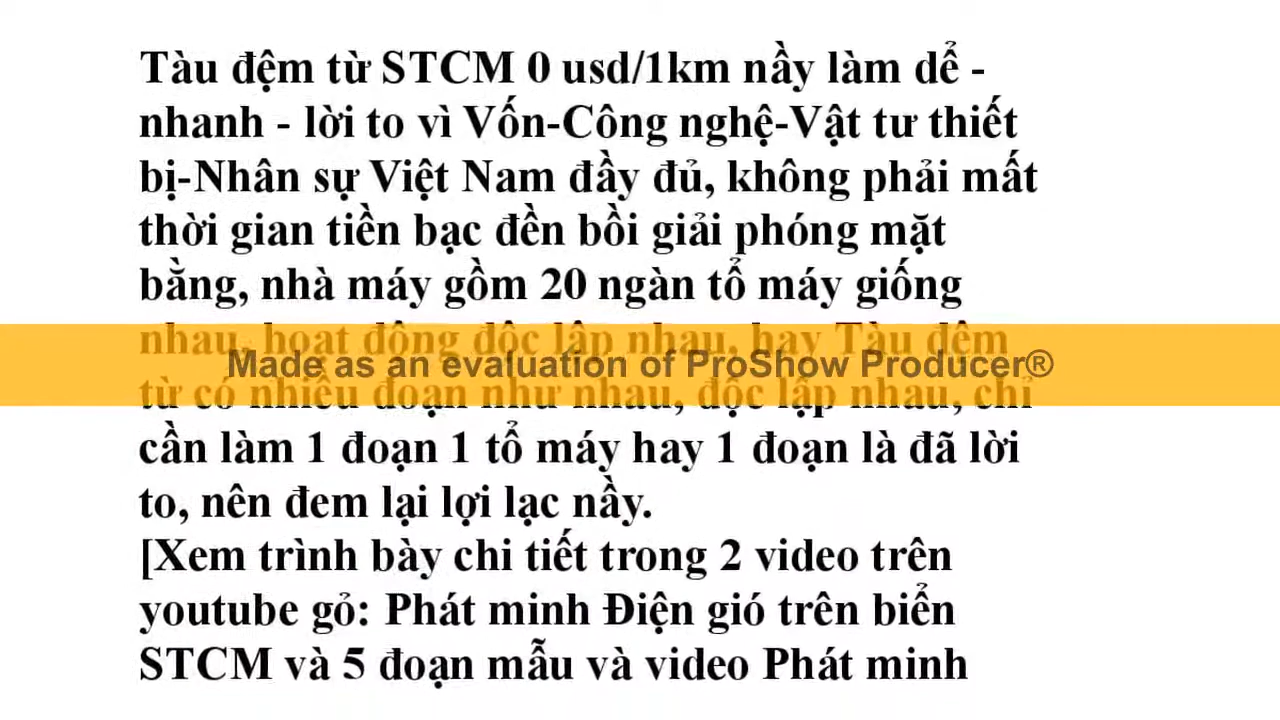 Tàu đệm từ STCM 0 usd/1km nầy làm dể -
nhanh - lời to vì Vốn-Công nghệ-Vật tư thiết
bị-Nhân sự Việt Nam đầy đủ, không phải mất
thời gian tiền bạc đền bồi giải phóng mặt
bằng, nhà máy gồm 20 ngàn tổ máy giống
nhau, hoạt động độc lập nhau, hay Tàu đệm
Made as an evaluation of ProShow Producer®
từ có nhiều đoạn như nhau, độc lập nhau, chỉ
cần làm 1 đoạn 1 tổ máy hay 1 đoạn là đã lời
to, nên đem lại lợi lạc nầy.
[Xem trình bày chi tiết trong 2 video trên
youtube gỏ: Phát minh Điện gió trên biển
STCM và 5 đoạn mẫu và video Phát minh